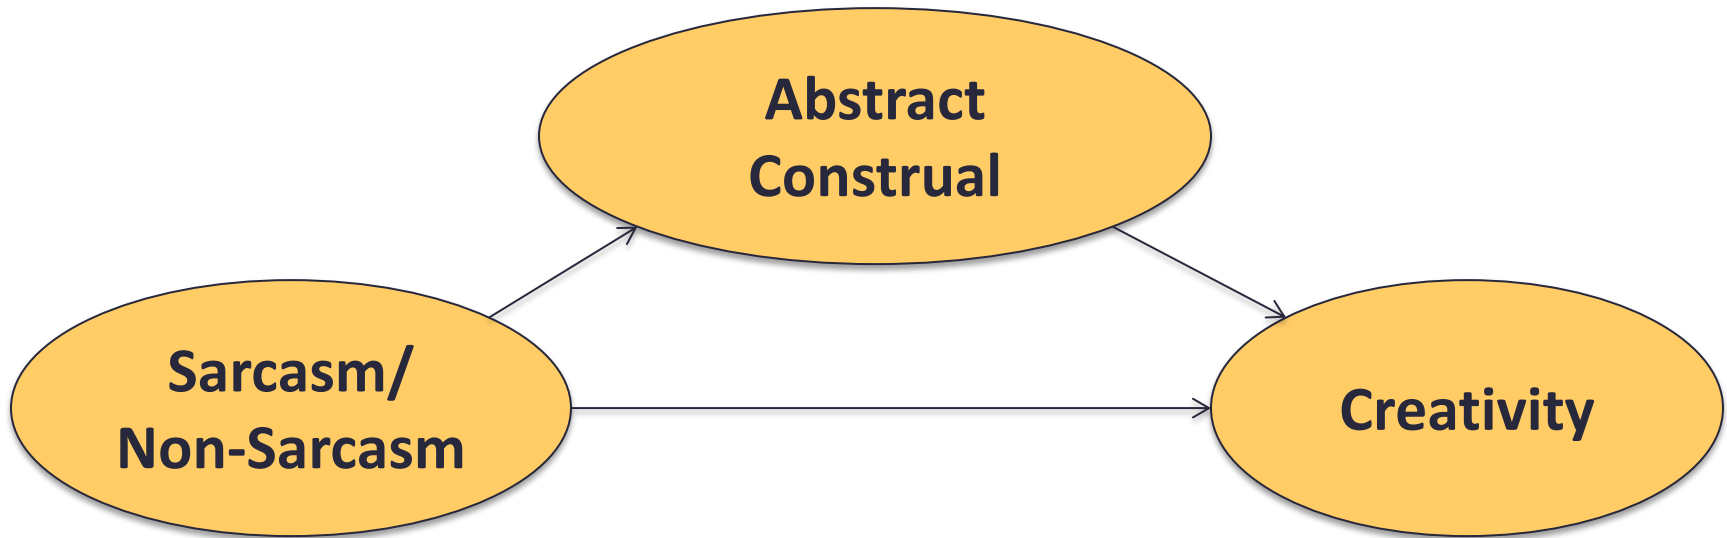 Abstract
Construal
Sarcasm/
Non-Sarcasm
Creativity